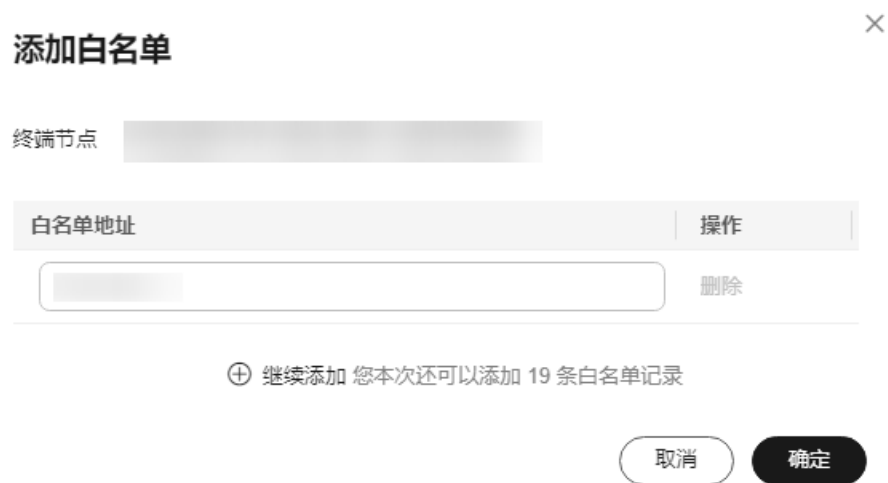 添加白名单
终端节点
白名单地址 操作
删除
继续添加 您本次还可以添加 19 条白名单记录
取消 确定